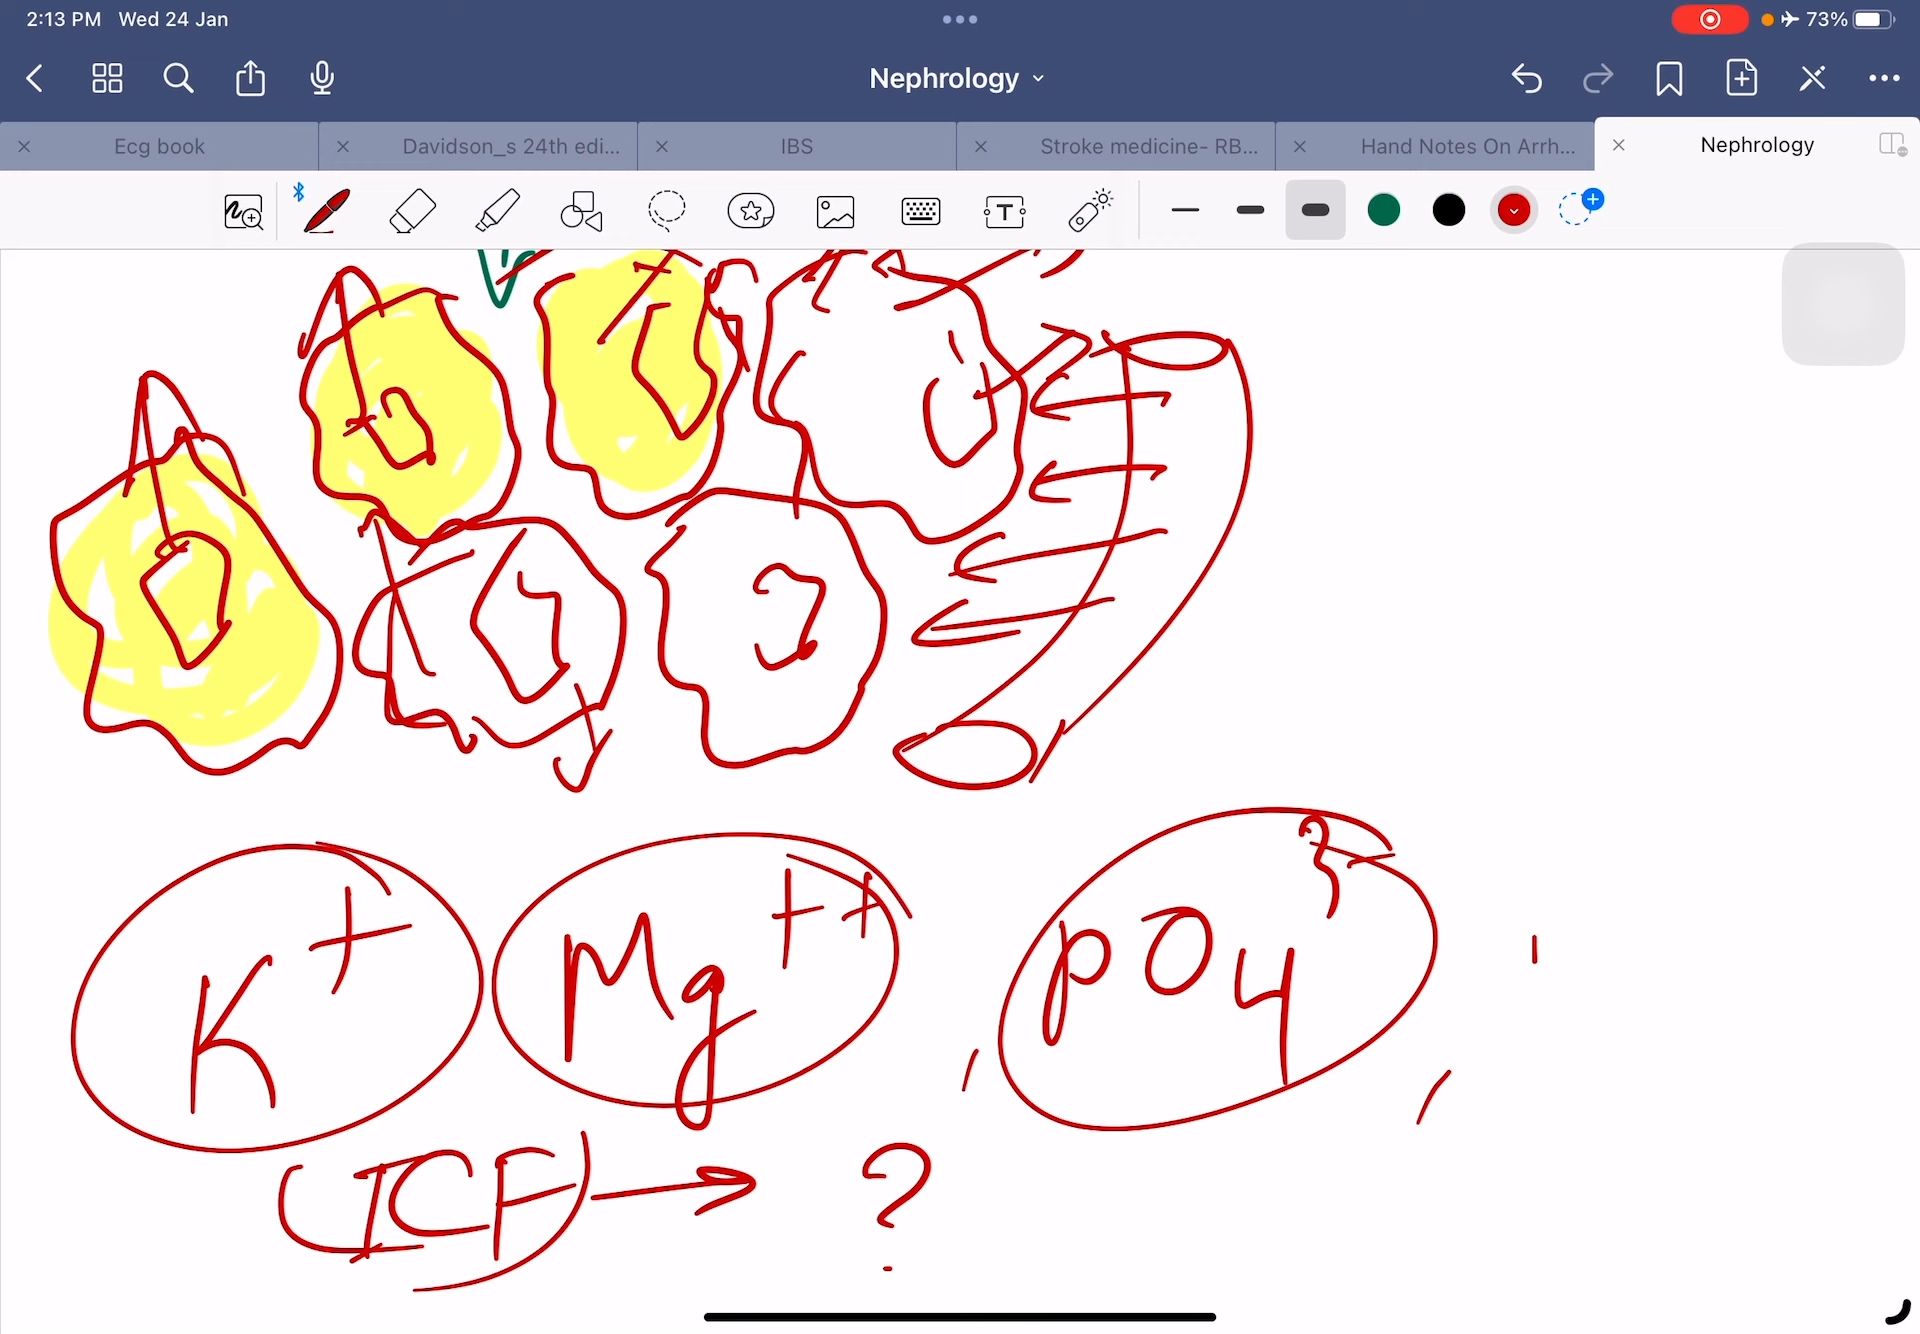 2:13 PM Wed 24 Jan
73%
Nephrology
Ecg book
Davidson_s 24th edi...
IBS
Stroke medicine- RB...
Hand Notes On Arrh...
Nephrology
K+ Mg++ PO4 3-
(ICF) → ?